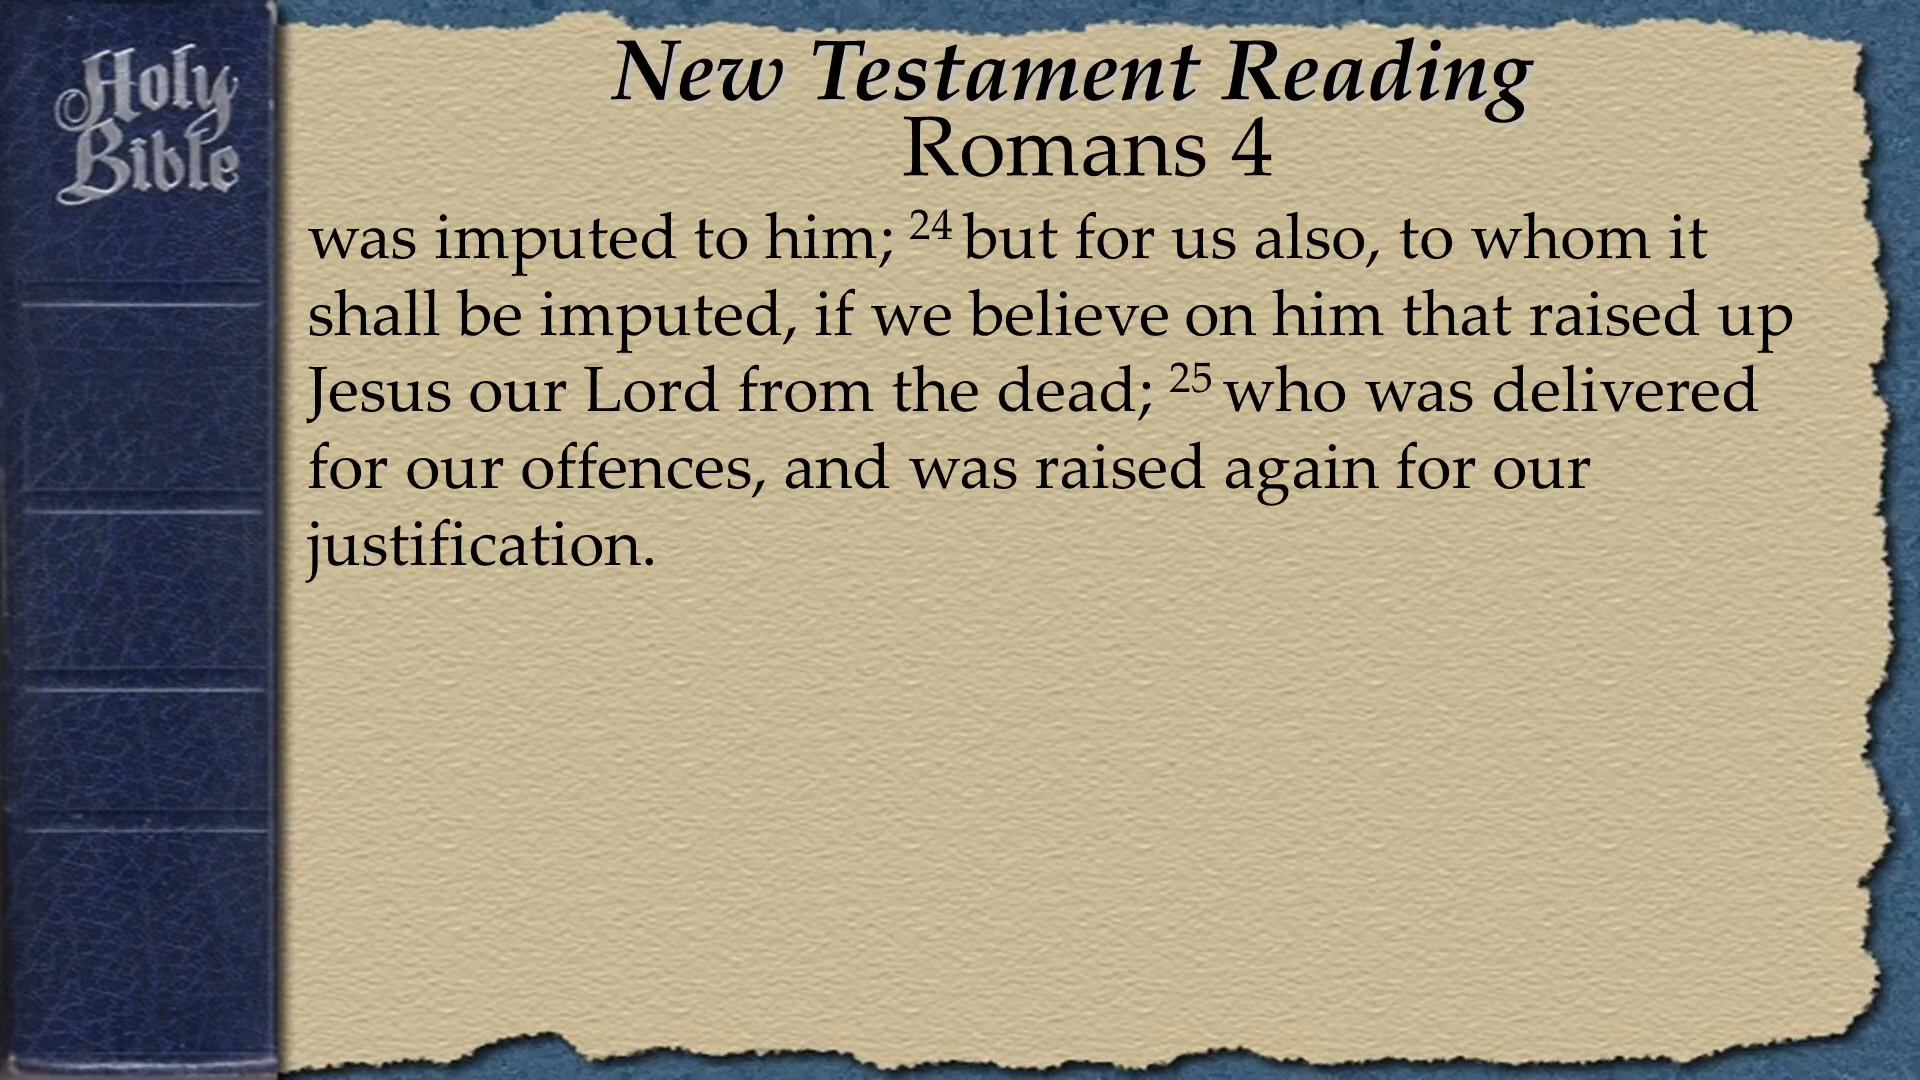 Holy
Bible
New Testament Reading
Romans 4
was imputed to him; 24 but for us also, to whom it
shall be imputed, if we believe on him that raised up
Jesus our Lord from the dead; 25 who was delivered
for our offences, and was raised again for our
justification.